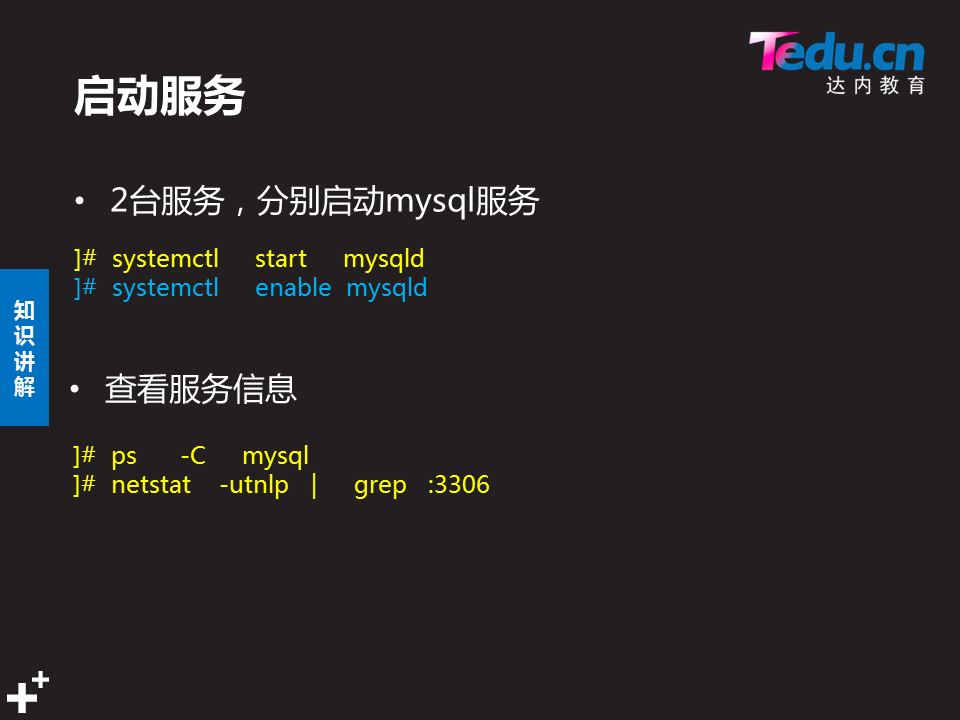 Tedu.cn
达内教育
启动服务
• 2台服务，分别启动mysql服务
]# systemctl start mysqld
]# systemctl enable mysqld
知识讲解
• 查看服务信息
]# ps -C mysql
]# netstat -utnlp | grep :3306